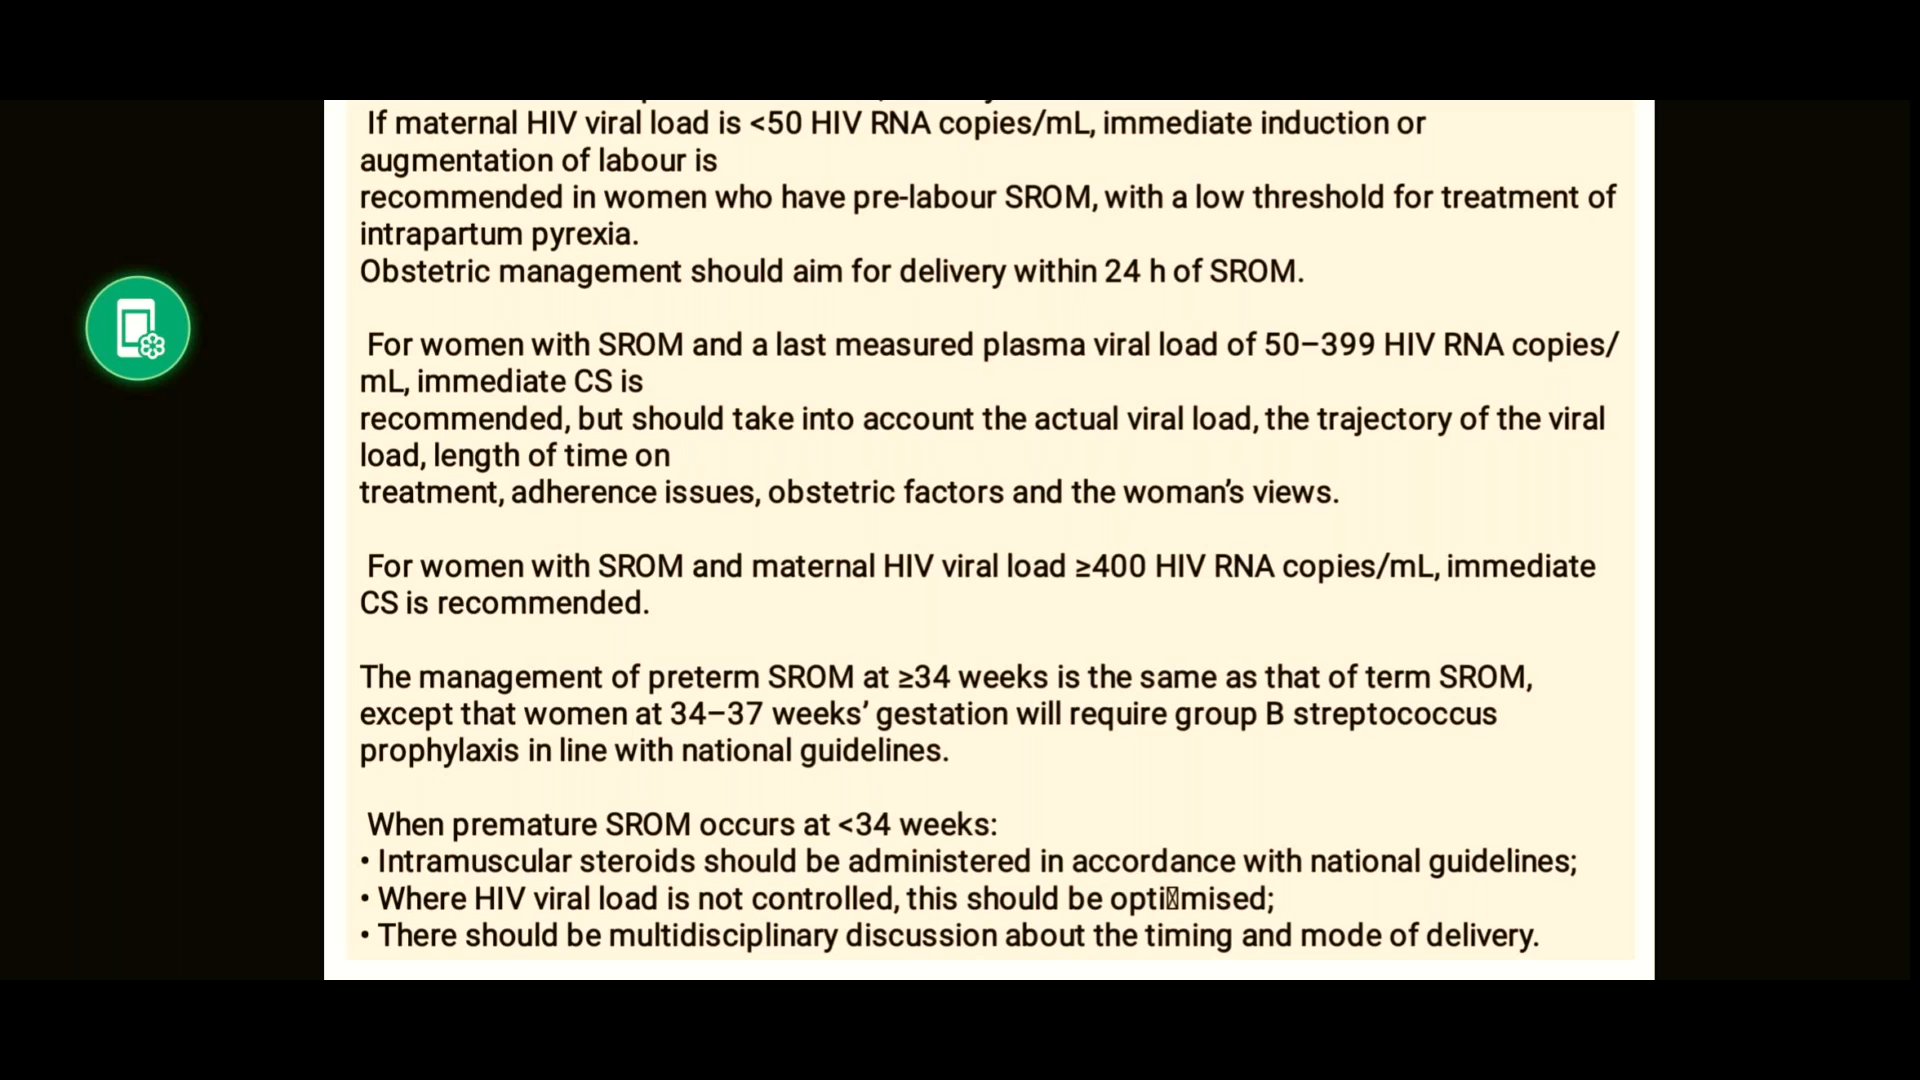 If maternal HIV viral load is <50 HIV RNA copies/mL, immediate induction or
augmentation of labour is
recommended in women who have pre-labour SROM, with a low threshold for treatment of
intrapartum pyrexia.
Obstetric management should aim for delivery within 24 h of SROM.
For women with SROM and a last measured plasma viral load of 50–399 HIV RNA copies/
mL, immediate CS is
recommended, but should take into account the actual viral load, the trajectory of the viral
load, length of time on
treatment, adherence issues, obstetric factors and the woman’s views.
For women with SROM and maternal HIV viral load ≥400 HIV RNA copies/mL, immediate
CS is recommended.
The management of preterm SROM at ≥34 weeks is the same as that of term SROM,
except that women at 34–37 weeks’ gestation will require group B streptococcus
prophylaxis in line with national guidelines.
When premature SROM occurs at <34 weeks:
• Intramuscular steroids should be administered in accordance with national guidelines;
• Where HIV viral load is not controlled, this should be opti􏰀mised;
• There should be multidisciplinary discussion about the timing and mode of delivery.